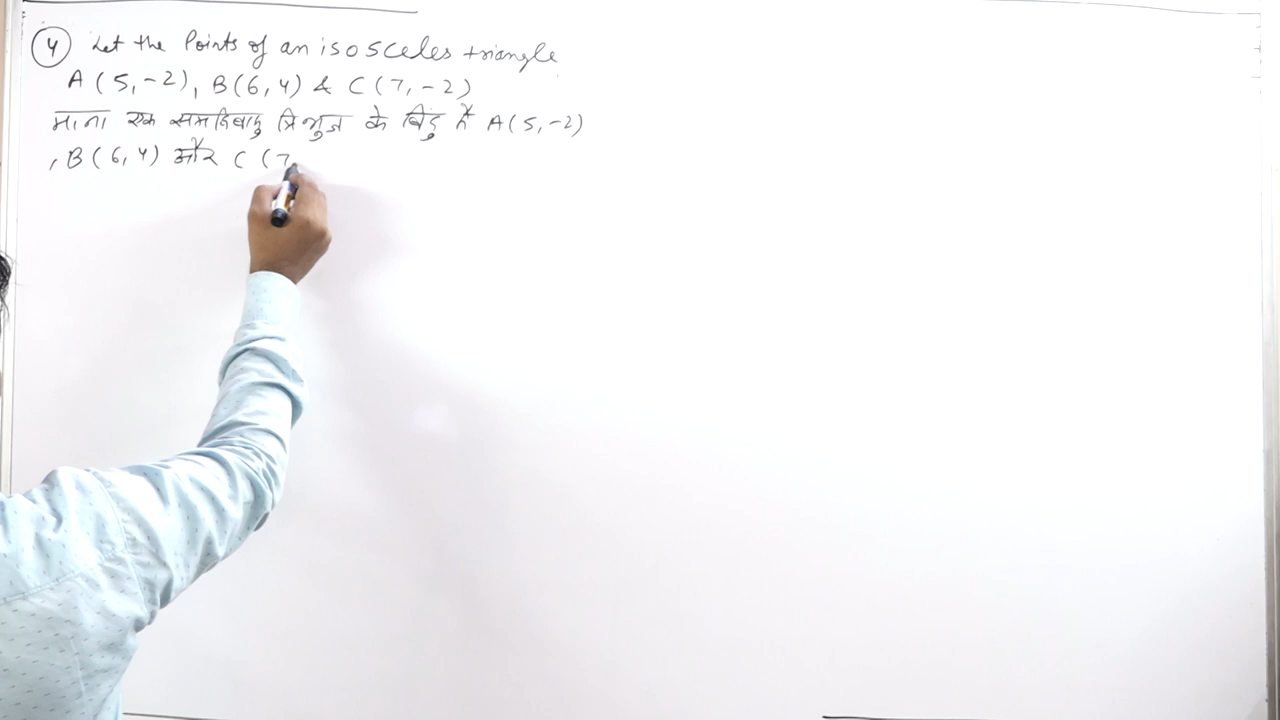 4 Let the Points of an isosceles triangle
A(5,-2), B(6,4) & C(7,-2)
माना एक समद्विबाहु त्रिभुज के बिंदु हैं A(5,-2)
, B(6,4) और C (7,